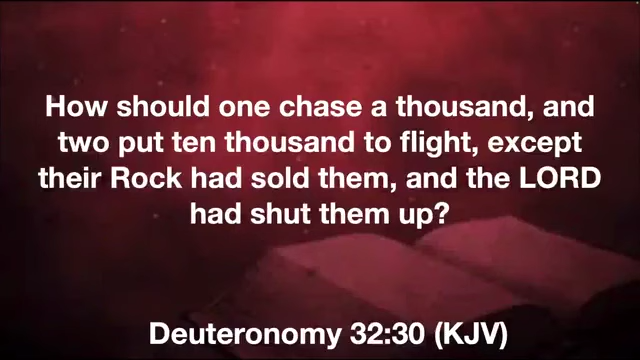 How should one chase a thousand, and
two put ten thousand to flight, except
their Rock had sold them, and the LORD
had shut them up?
Deuteronomy 32:30 (KJV)